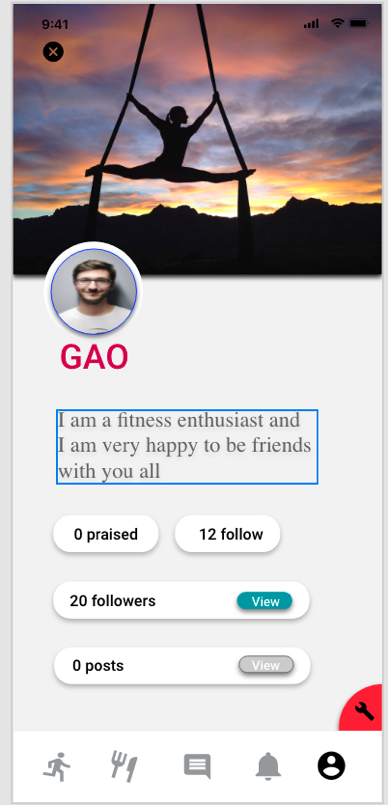 9:41
GAO
I am a fitness enthusiast and
I am very happy to be friends
with you all
0 praised
12 follow
20 followers
View
0 posts
View